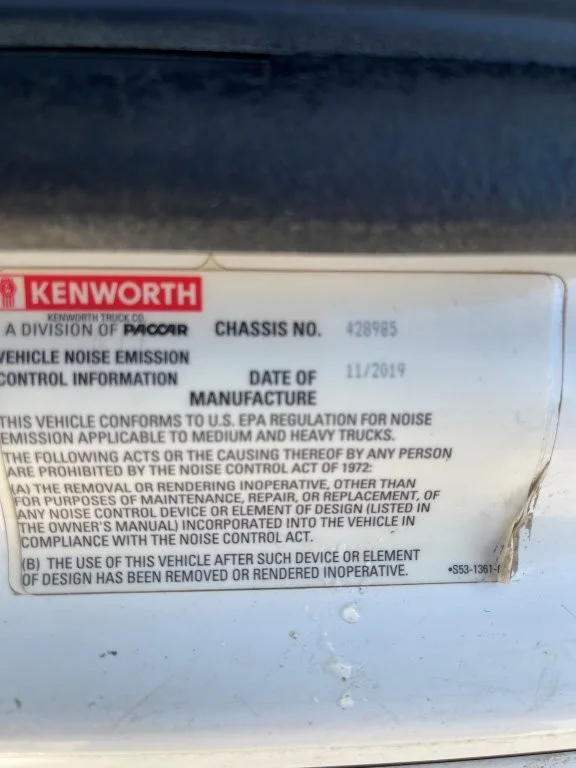 KENWORTH
KENWORTH TRUCK CO.
A DIVISION OF PACCAR
CHASSIS NO. 428985
VEHICLE NOISE EMISSION
CONTROL INFORMATION
DATE OF
MANUFACTURE
11/2019
THIS VEHICLE CONFORMS TO U.S. EPA REGULATION FOR NOISE
EMISSION APPLICABLE TO MEDIUM AND HEAVY TRUCKS.
THE FOLLOWING ACTS OR THE CAUSING THEREOF BY ANY PERSON
ARE PROHIBITED BY THE NOISE CONTROL ACT OF 1972:
(A) THE REMOVAL OR RENDERING INOPERATIVE, OTHER THAN
FOR PURPOSES OF MAINTENANCE, REPAIR, OR REPLACEMENT, OF
ANY NOISE CONTROL DEVICE OR ELEMENT OF DESIGN (LISTED IN
THE OWNER'S MANUAL) INCORPORATED INTO THE VEHICLE IN
COMPLIANCE WITH THE NOISE CONTROL ACT.
(B) THE USE OF THIS VEHICLE AFTER SUCH DEVICE OR ELEMENT
OF DESIGN HAS BEEN REMOVED OR RENDERED INOPERATIVE.
•S53-1361-